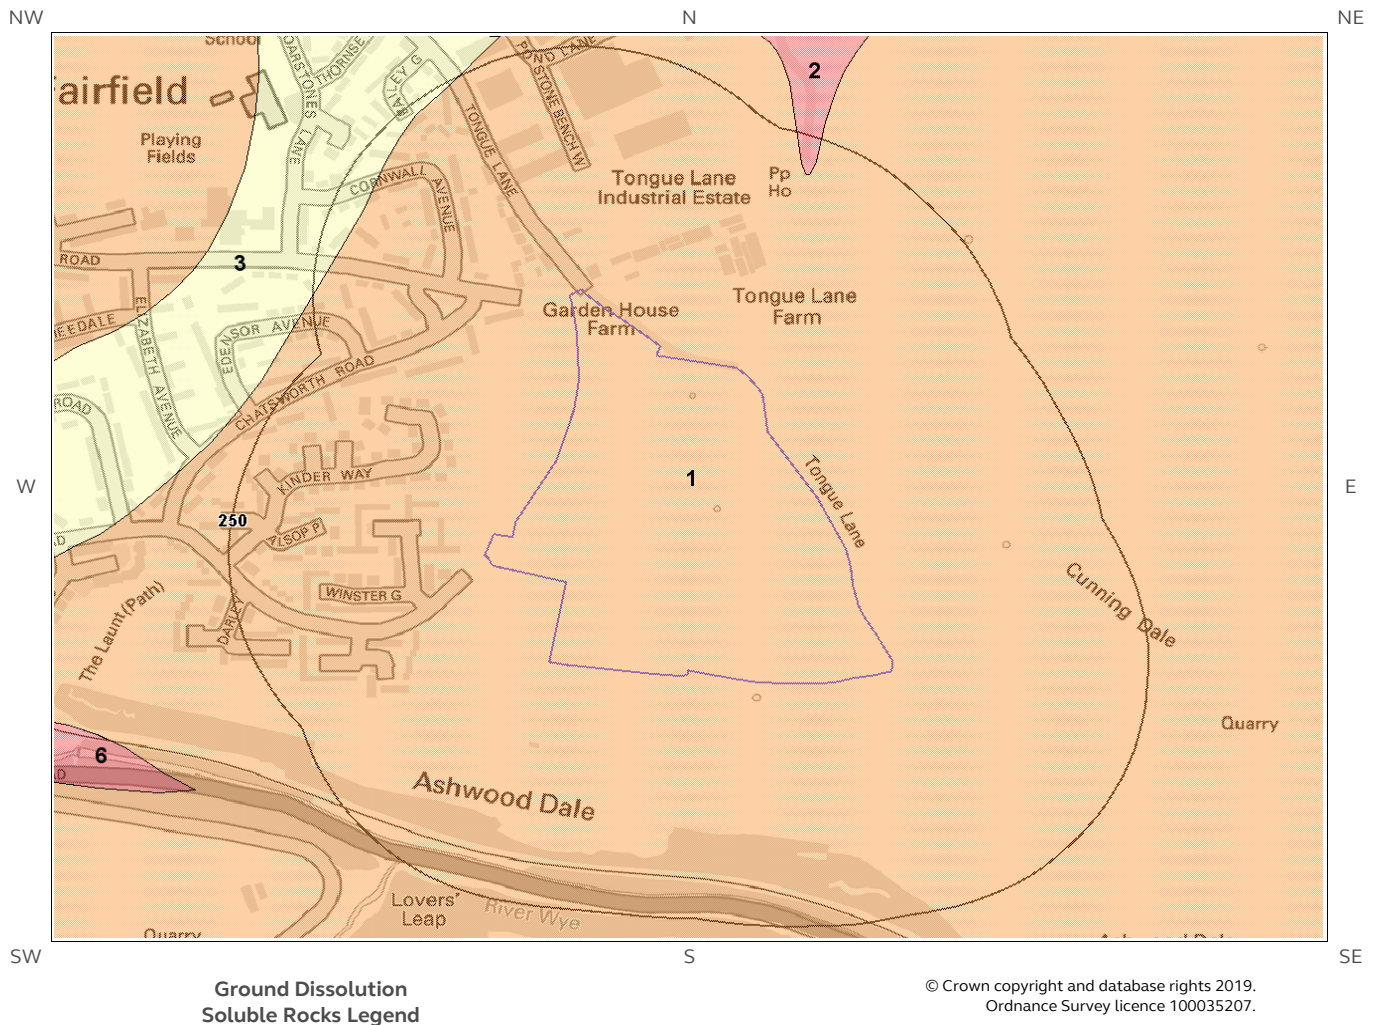 NW
N
NE
School
OARSTONES LANE
THORNSE
BAILEY G
POND LANE
STONE BENCH W
2
airfield
Playing
Fields
TONGUE LANE
CORNWALL AVENUE
Tongue Lane
Industrial Estate
Pp
Ho
ROAD
3
Garden House
Farm
Tongue Lane
Farm
EEDALE
ELIZABETH AVENUE
EDENSOR AVENUE
CHATSWORTH ROAD
ROAD
KINDER WAY
1
Tongue Lane
W
E
250
ALSOP P
D
WINSTER G
DARLEY
The Launt (Path)
Cunning Dale
Quarry
6
D
Ashwood Dale
Lovers'
Leap
River Wye
Quarry
SW
S
SE
Ground Dissolution
Soluble Rocks Legend
© Crown copyright and database rights 2019.
Ordnance Survey licence 100035207.